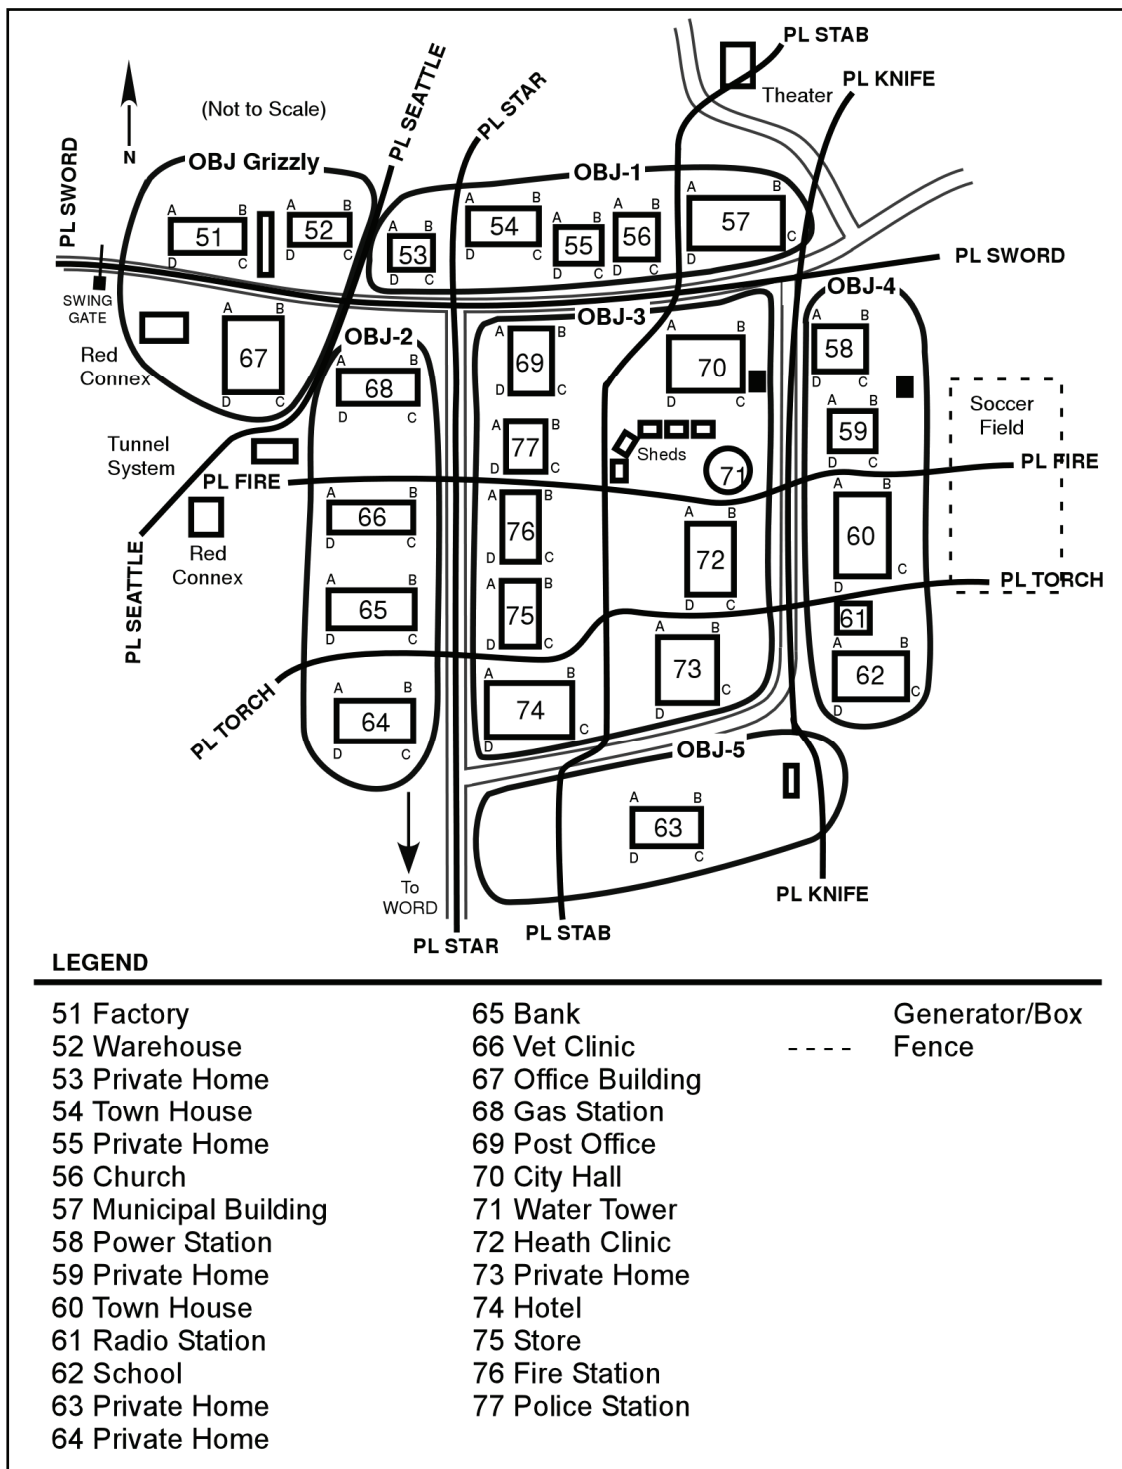 PL STAB
PL KNIFE
Theater
PL SEATTLE
PL STAR
(Not to Scale)
N
PL SWORD
OBJ Grizzly
OBJ-1
A B
51
D C
A B
52
D C
A B
53
D C
A B
54
D C
A B
55
D C
A B
56
D C
A B
57
D C
PL SWORD
SWING
GATE
Red
Connex
A B
67
D C
OBJ-2
A B
68
D C
OBJ-3
A B
69
D C
A B
70
D C
OBJ-4
A B
58
D C
A B
59
D C
Soccer
Field
Tunnel
System
A B
77
D C
Sheds
71
PL FIRE
PL FIRE
A B
66
D
Red
Connex
A B
76
D C
A B
72
D C
A B
60
D C
PL SEATTLE
A B
65
D C
A B
75
D C
PL TORCH
61
A B
73
D C
A B
62
D C
PL TORCH
A B
64
D C
A B
74
D C
OBJ-5
A B
63
D C
To
WORD
PL KNIFE
PL STAR
PL STAB
LEGEND
51 Factory
52 Warehouse
53 Private Home
54 Town House
55 Private Home
56 Church
57 Municipal Building
58 Power Station
59 Private Home
60 Town House
61 Radio Station
62 School
63 Private Home
64 Private Home
65 Bank
66 Vet Clinic
67 Office Building
68 Gas Station
69 Post Office
70 City Hall
71 Water Tower
72 Heath Clinic
73 Private Home
74 Hotel
75 Store
76 Fire Station
77 Police Station
Generator/Box
Fence